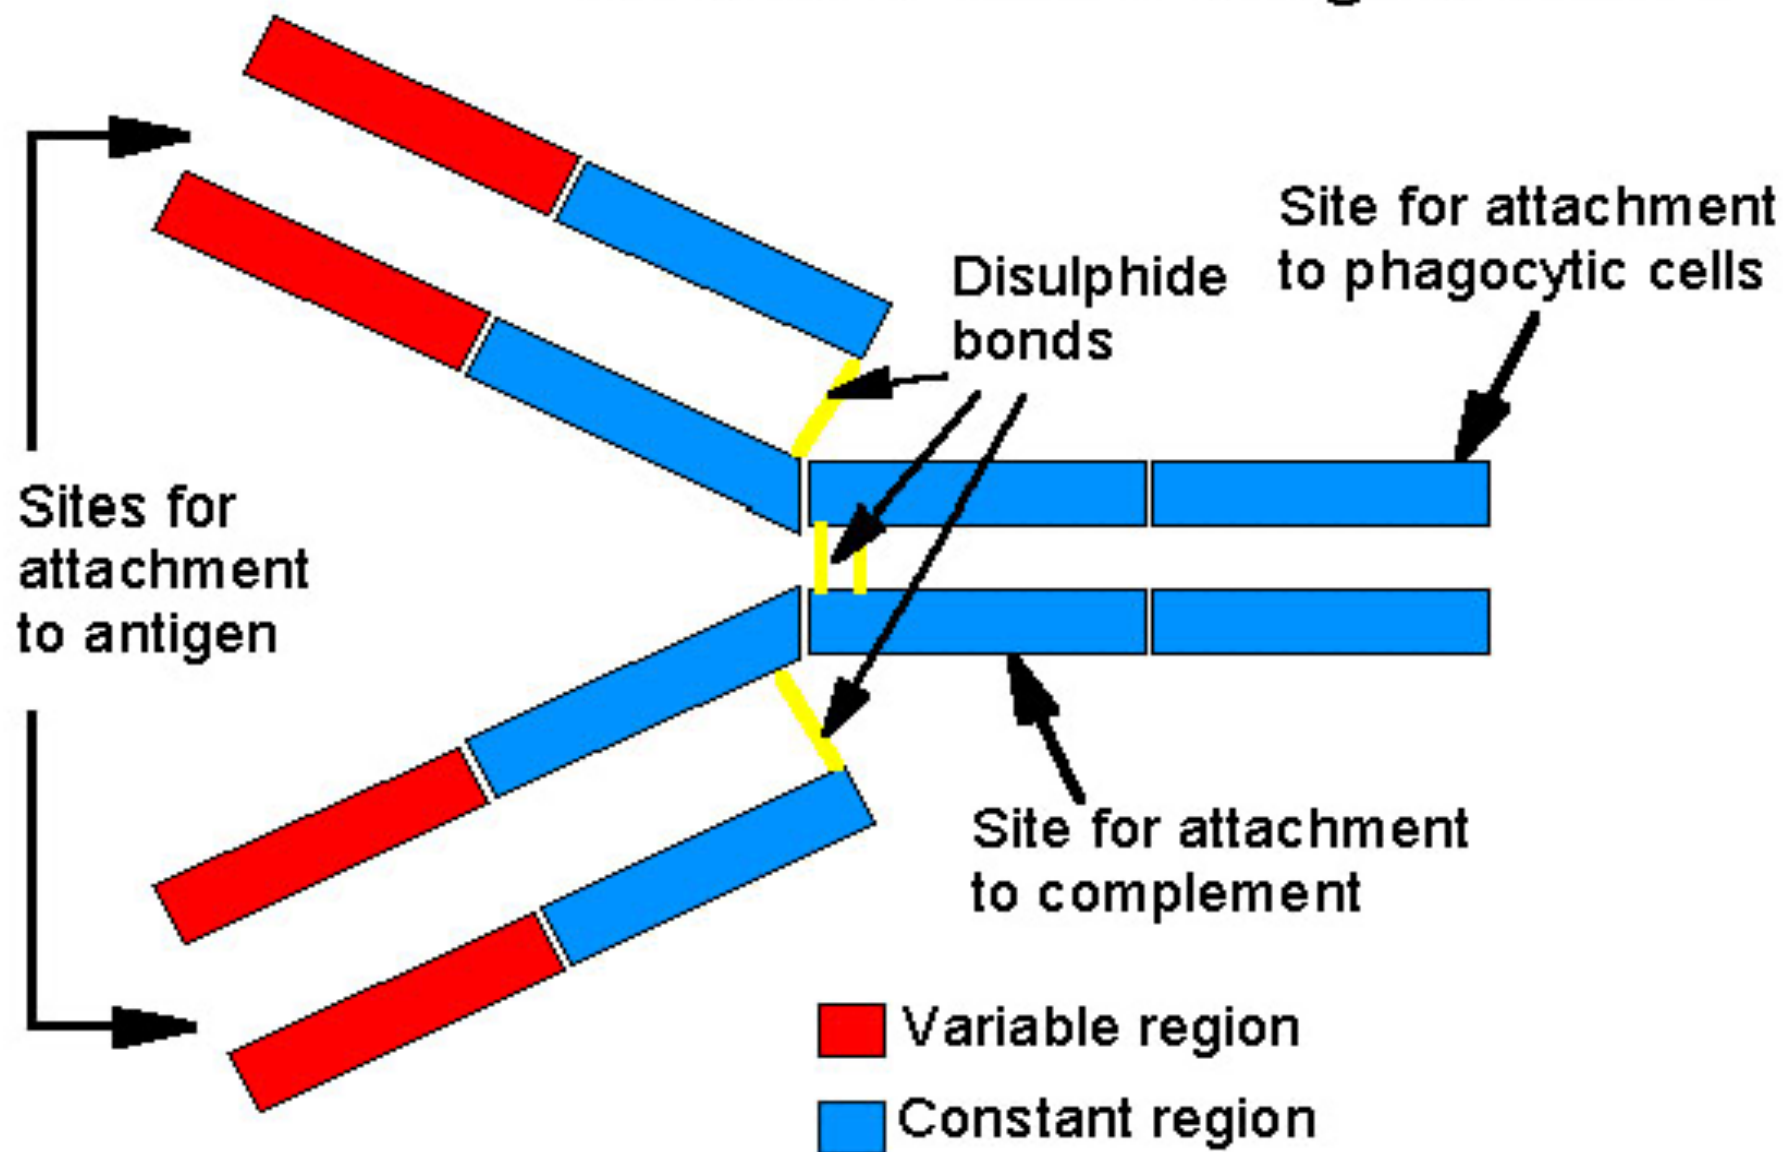 Disulphide
bonds
Site for attachment
to phagocytic cells
Sites for
attachment
to antigen
Site for attachment
to complement
Variable region
Constant region